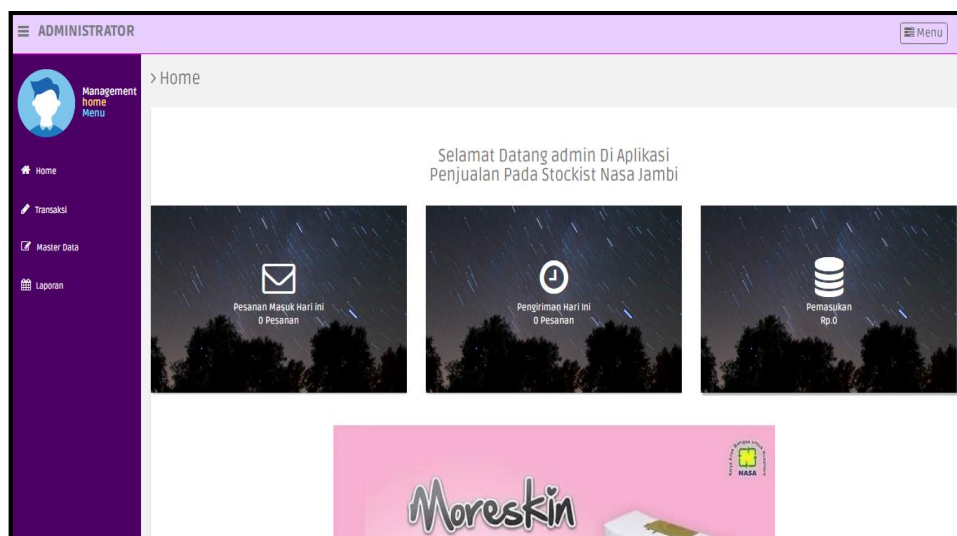 ADMINISTRATOR
Menu
Management
home
Menu
> Home
Home
Transaksi
Master Data
Laporan
Selamat Datang admin Di Aplikasi
Penjualan Pada Stockist Nasa Jambi
Pesanan Masuk Hari ini
0 Pesanan
Pengiriman Hari Ini
0 Pesanan
Pemasukan
Rp.0
NASA
Moreskin